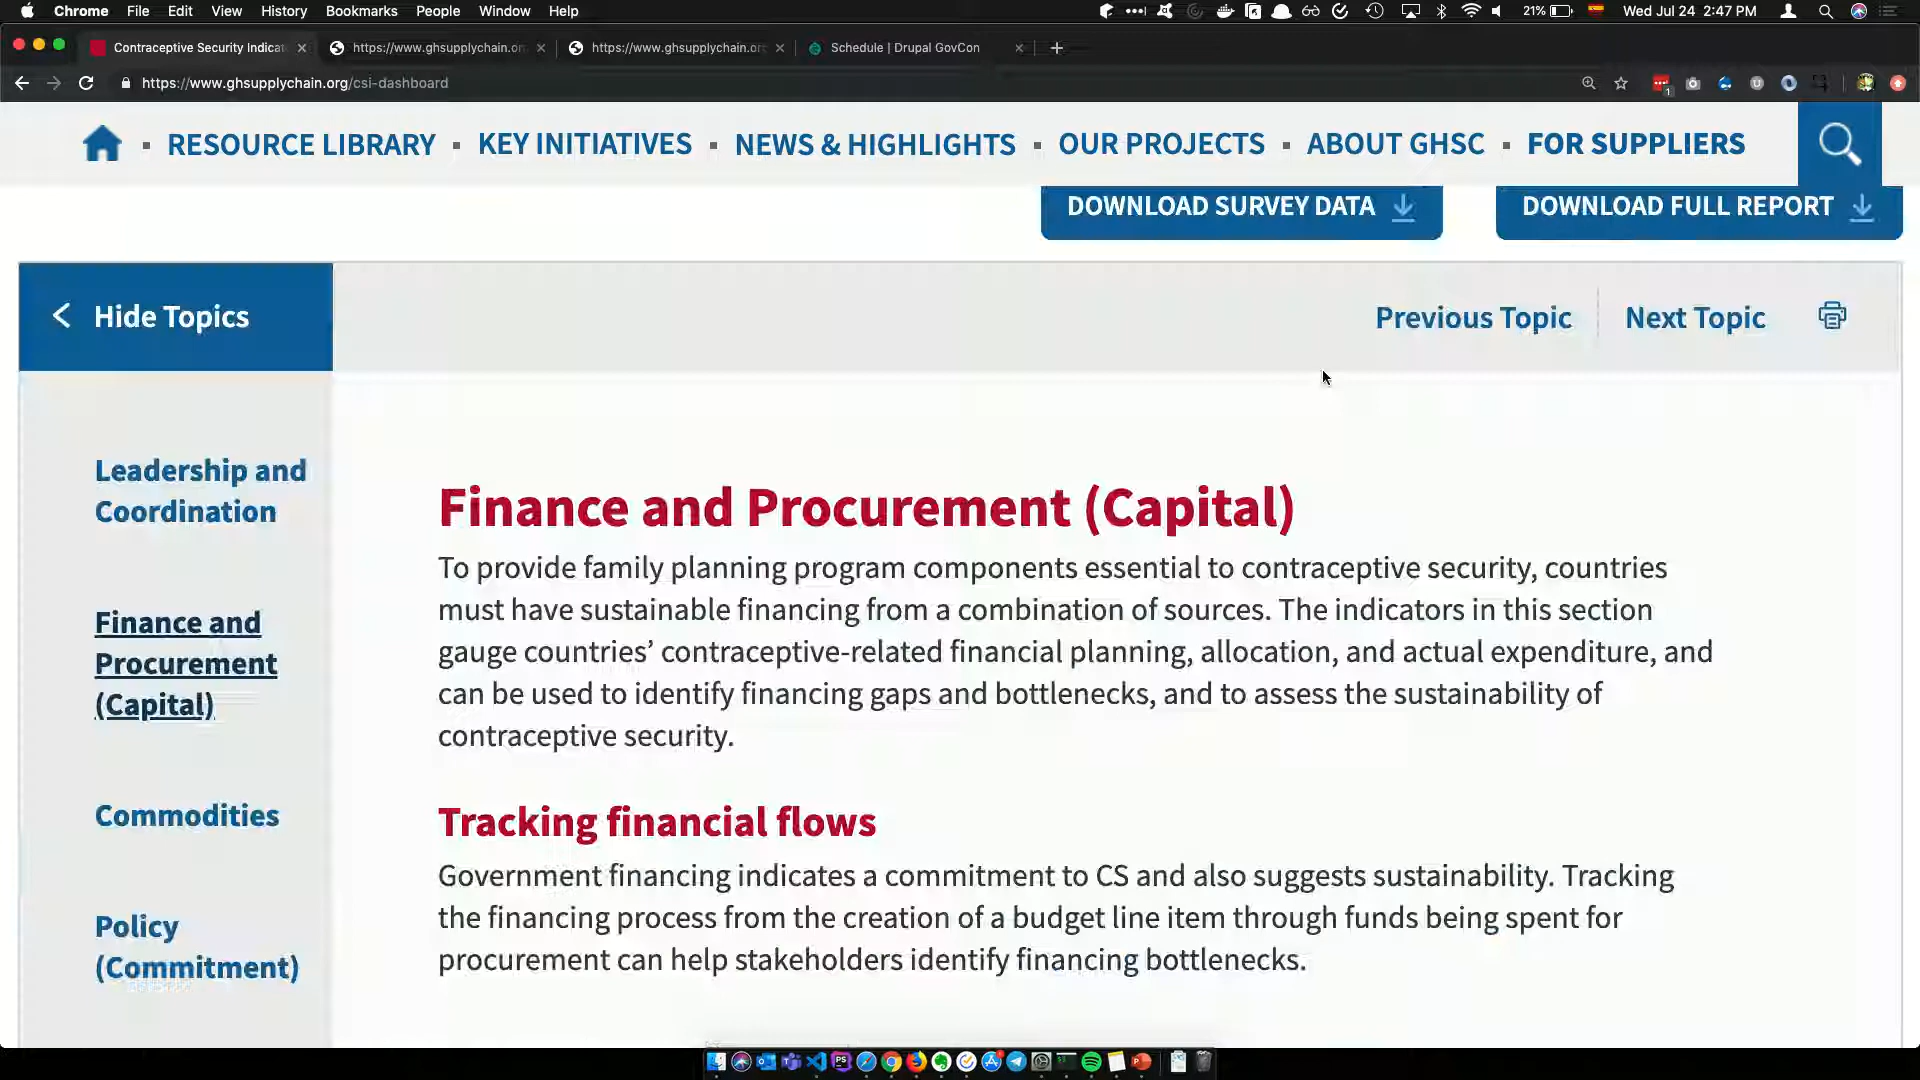 Chrome File Edit View History Bookmarks People Window Help
21% Wed Jul 24 2:47 PM
Contraceptive Security Indica
https://www.ghsupplychain.or
https://www.ghsupplychain.or
Schedule | Drupal GovCon
https://www.ghsupplychain.org/csi-dashboard
RESOURCE LIBRARY
KEY INITIATIVES
NEWS & HIGHLIGHTS
OUR PROJECTS
ABOUT GHSC
FOR SUPPLIERS
DOWNLOAD SURVEY DATA
DOWNLOAD FULL REPORT
Hide Topics
Previous Topic
Next Topic
Leadership and
Coordination
Finance and
Procurement
(Capital)
Commodities
Policy
(Commitment)
Finance and Procurement (Capital)
To provide family planning program components essential to contraceptive security, countries
must have sustainable financing from a combination of sources. The indicators in this section
gauge countries’ contraceptive-related financial planning, allocation, and actual expenditure, and
can be used to identify financing gaps and bottlenecks, and to assess the sustainability of
contraceptive security.
Tracking financial flows
Government financing indicates a commitment to CS and also suggests sustainability. Tracking
the financing process from the creation of a budget line item through funds being spent for
procurement can help stakeholders identify financing bottlenecks.